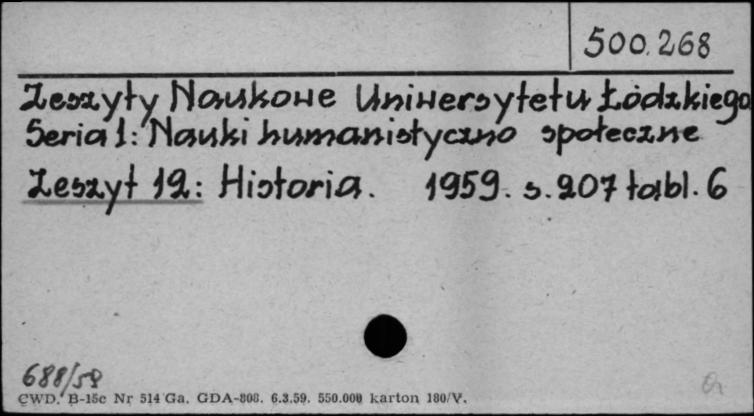 500.268
Zeszyty Naukowe Uniwersytetu Łódzkiego
Seria 1: Nauki humanistyczno społeczne
Zeszyt 12: Historia. 1959. s. 207 tabl. 6
688/59
CWD. B-15c Nr 514 Ga. GDA-808. 6.3.59. 550.000 karton 180/V.